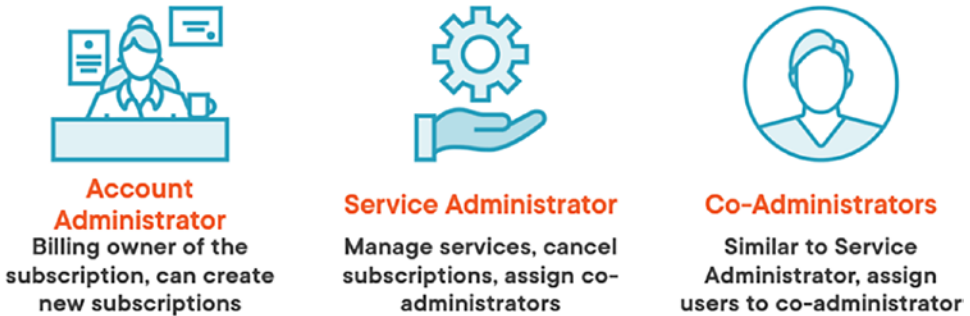 Account
Administrator
Billing owner of the
subscription, can create
new subscriptions
Service Administrator
Manage services, cancel
subscriptions, assign co-
administrators
Co-Administrators
Similar to Service
Administrator, assign
users to co-administrator